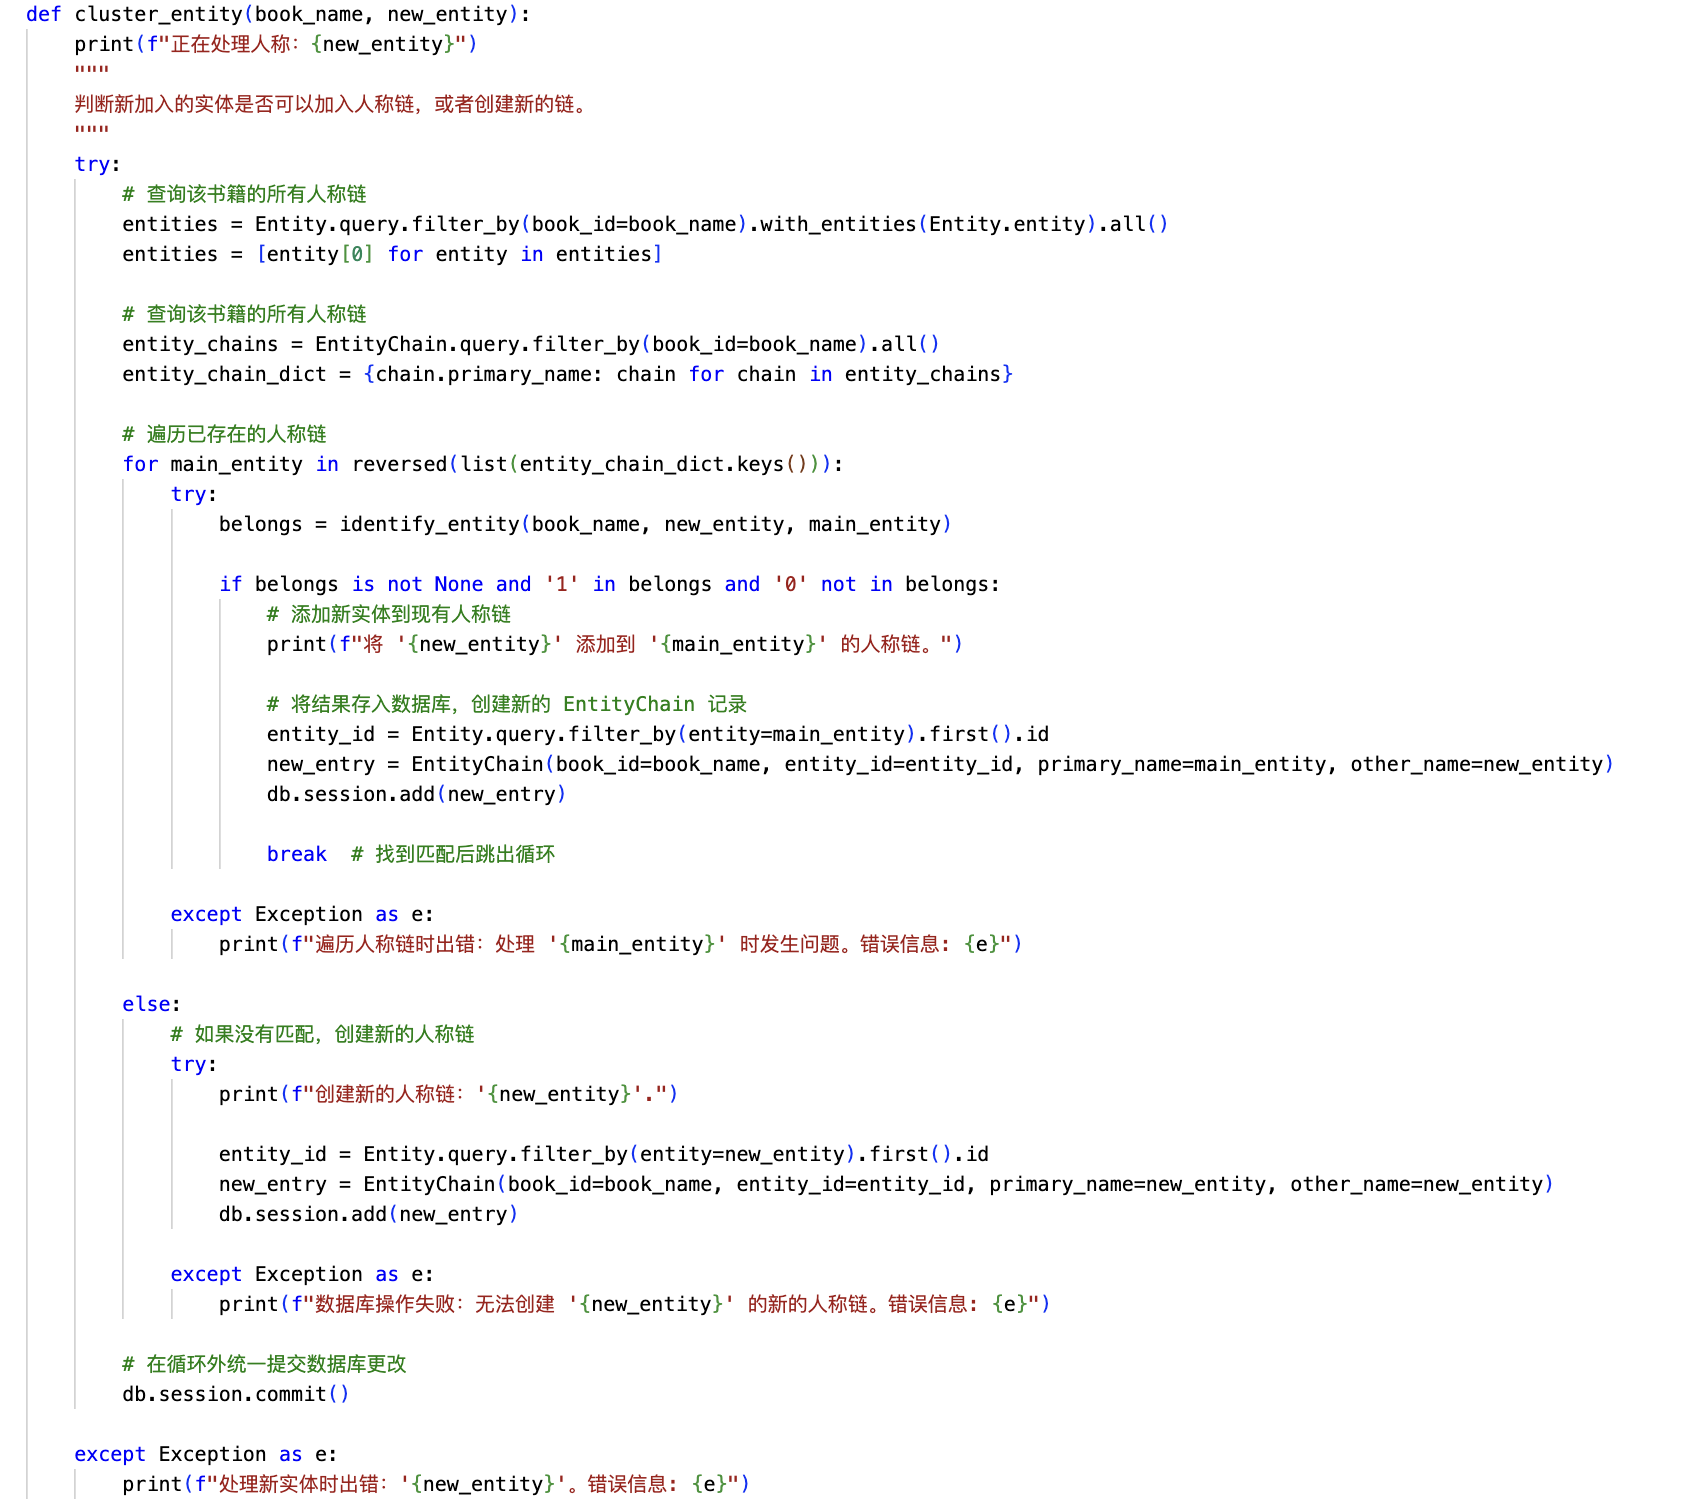 def cluster_entity(book_name, new_entity):
    print(f"正在处理人称: {new_entity}")
    """
    判断新加入的实体是否可以加入人称链，或者创建新的链。
    """
    try:
        # 查询该书籍的所有人称链
        entities = Entity.query.filter_by(book_id=book_name).with_entities(Entity.entity).all()
        entities = [entity[0] for entity in entities]

        # 查询该书籍的所有人称链
        entity_chains = EntityChain.query.filter_by(book_id=book_name).all()
        entity_chain_dict = {chain.primary_name: chain for chain in entity_chains}

        # 遍历已存在的人称链
        for main_entity in reversed(list(entity_chain_dict.keys())):
            try:
                belongs = identify_entity(book_name, new_entity, main_entity)

                if belongs is not None and '1' in belongs and '0' not in belongs:
                    # 添加新实体到现有人称链
                    print(f"将 '{new_entity}' 添加到 '{main_entity}' 的人称链。")

                    # 将结果存入数据库，创建新的 EntityChain 记录
                    entity_id = Entity.query.filter_by(entity=main_entity).first().id
                    new_entry = EntityChain(book_id=book_name, entity_id=entity_id, primary_name=main_entity, other_name=new_entity)
                    db.session.add(new_entry)

                    break  # 找到匹配后跳出循环

            except Exception as e:
                print(f"遍历人称链时出错: 处理 '{main_entity}' 时发生问题。错误信息: {e}")

        else:
            # 如果没有匹配，创建新的人称链
            try:
                print(f"创建新的人称链: '{new_entity}'.")

                entity_id = Entity.query.filter_by(entity=new_entity).first().id
                new_entry = EntityChain(book_id=book_name, entity_id=entity_id, primary_name=new_entity, other_name=new_entity)
                db.session.add(new_entry)

            except Exception as e:
                print(f"数据库操作失败: 无法创建 '{new_entity}' 的新的人称链。错误信息: {e}")

        # 在循环外统一提交数据库更改
        db.session.commit()

    except Exception as e:
        print(f"处理新实体时出错: '{new_entity}'。错误信息: {e}")